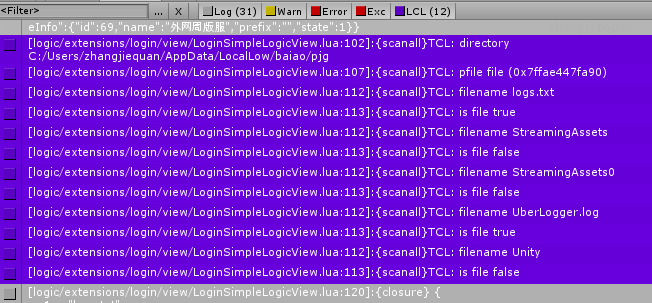 <Filter> ... X Log (31) Warn Error Exc LCL (12)
eInfo":{"id":69,"name":"外网周版服","prefix":"","state":1}}
[logic/extensions/login/view/LoginSimpleLogicView.lua:102]:{scanall}TCL: directory
C:/Users/zhangjiequan/AppData/LocalLow/baiao/pjg
[logic/extensions/login/view/LoginSimpleLogicView.lua:107]:{scanall}TCL: pfile file (0x7ffae447fa90)
[logic/extensions/login/view/LoginSimpleLogicView.lua:112]:{scanall}TCL: filename logs.txt
[logic/extensions/login/view/LoginSimpleLogicView.lua:113]:{scanall}TCL: is file true
[logic/extensions/login/view/LoginSimpleLogicView.lua:112]:{scanall}TCL: filename StreamingAssets
[logic/extensions/login/view/LoginSimpleLogicView.lua:113]:{scanall}TCL: is file false
[logic/extensions/login/view/LoginSimpleLogicView.lua:112]:{scanall}TCL: filename StreamingAssets0
[logic/extensions/login/view/LoginSimpleLogicView.lua:113]:{scanall}TCL: is file false
[logic/extensions/login/view/LoginSimpleLogicView.lua:112]:{scanall}TCL: filename UberLogger.log
[logic/extensions/login/view/LoginSimpleLogicView.lua:113]:{scanall}TCL: is file true
[logic/extensions/login/view/LoginSimpleLogicView.lua:112]:{scanall}TCL: filename Unity
[logic/extensions/login/view/LoginSimpleLogicView.lua:113]:{scanall}TCL: is file false
[logic/extensions/login/view/LoginSimpleLogicView.lua:120]:{closure} {